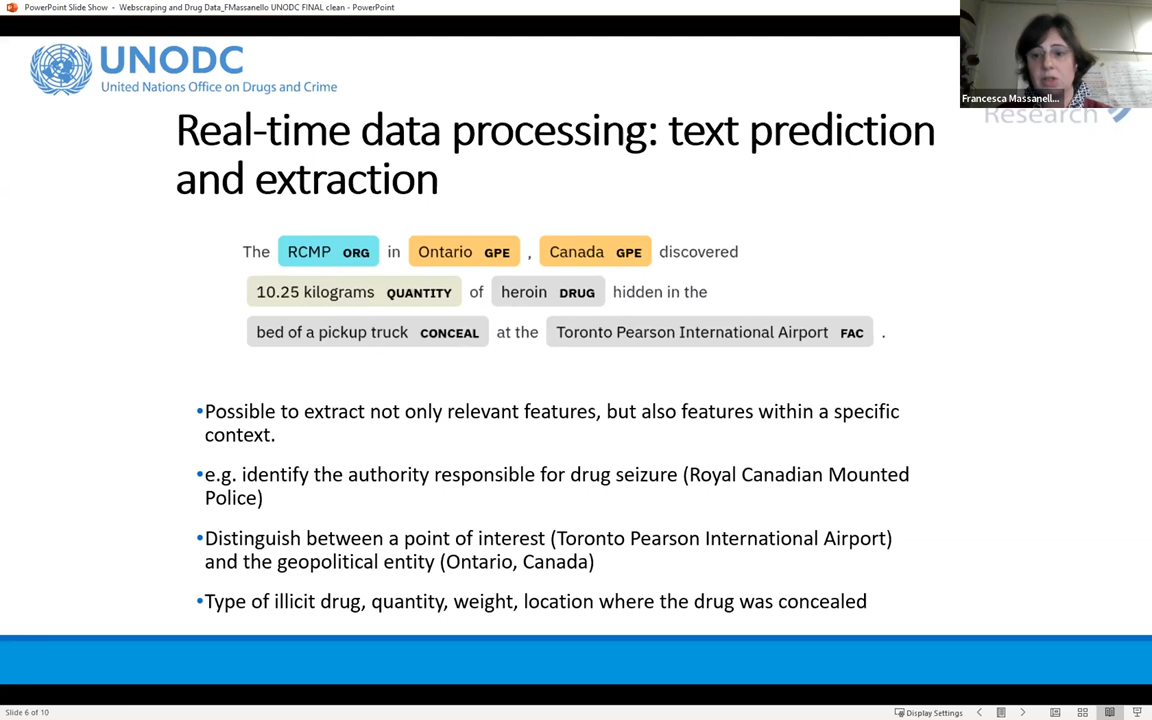 PowerPoint Slide Show - Webscraping and Drug Data_FMassanello UNODC FINAL clean - PowerPoint
UNODC
United Nations Office on Drugs and Crime
Francesca Massanell...
Research
Real-time data processing: text prediction
and extraction
The RCMP ORG in Ontario GPE , Canada GPE discovered
10.25 kilograms QUANTITY of heroin DRUG hidden in the
bed of a pickup truck CONCEAL at the Toronto Pearson International Airport FAC .
•Possible to extract not only relevant features, but also features within a specific
context.
•e.g. identify the authority responsible for drug seizure (Royal Canadian Mounted
Police)
•Distinguish between a point of interest (Toronto Pearson International Airport)
and the geopolitical entity (Ontario, Canada)
•Type of illicit drug, quantity, weight, location where the drug was concealed
Slide 6 of 10
Display Settings